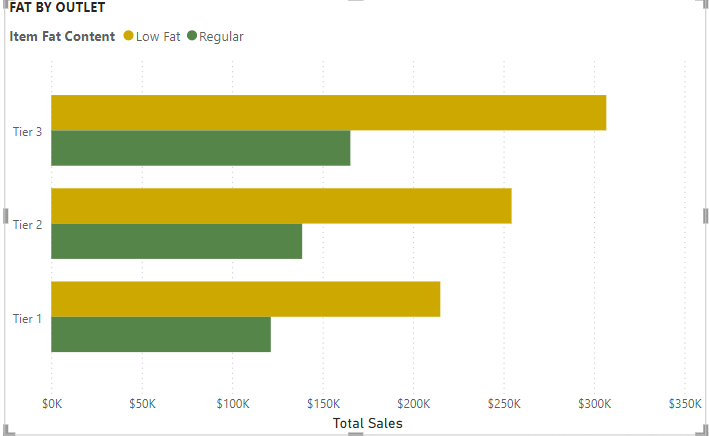 FAT BY OUTLET
Item Fat Content Low Fat Regular
Tier 3
Tier 2
Tier 1
$0K $50K $100K $150K $200K $250K $300K $350K
Total Sales